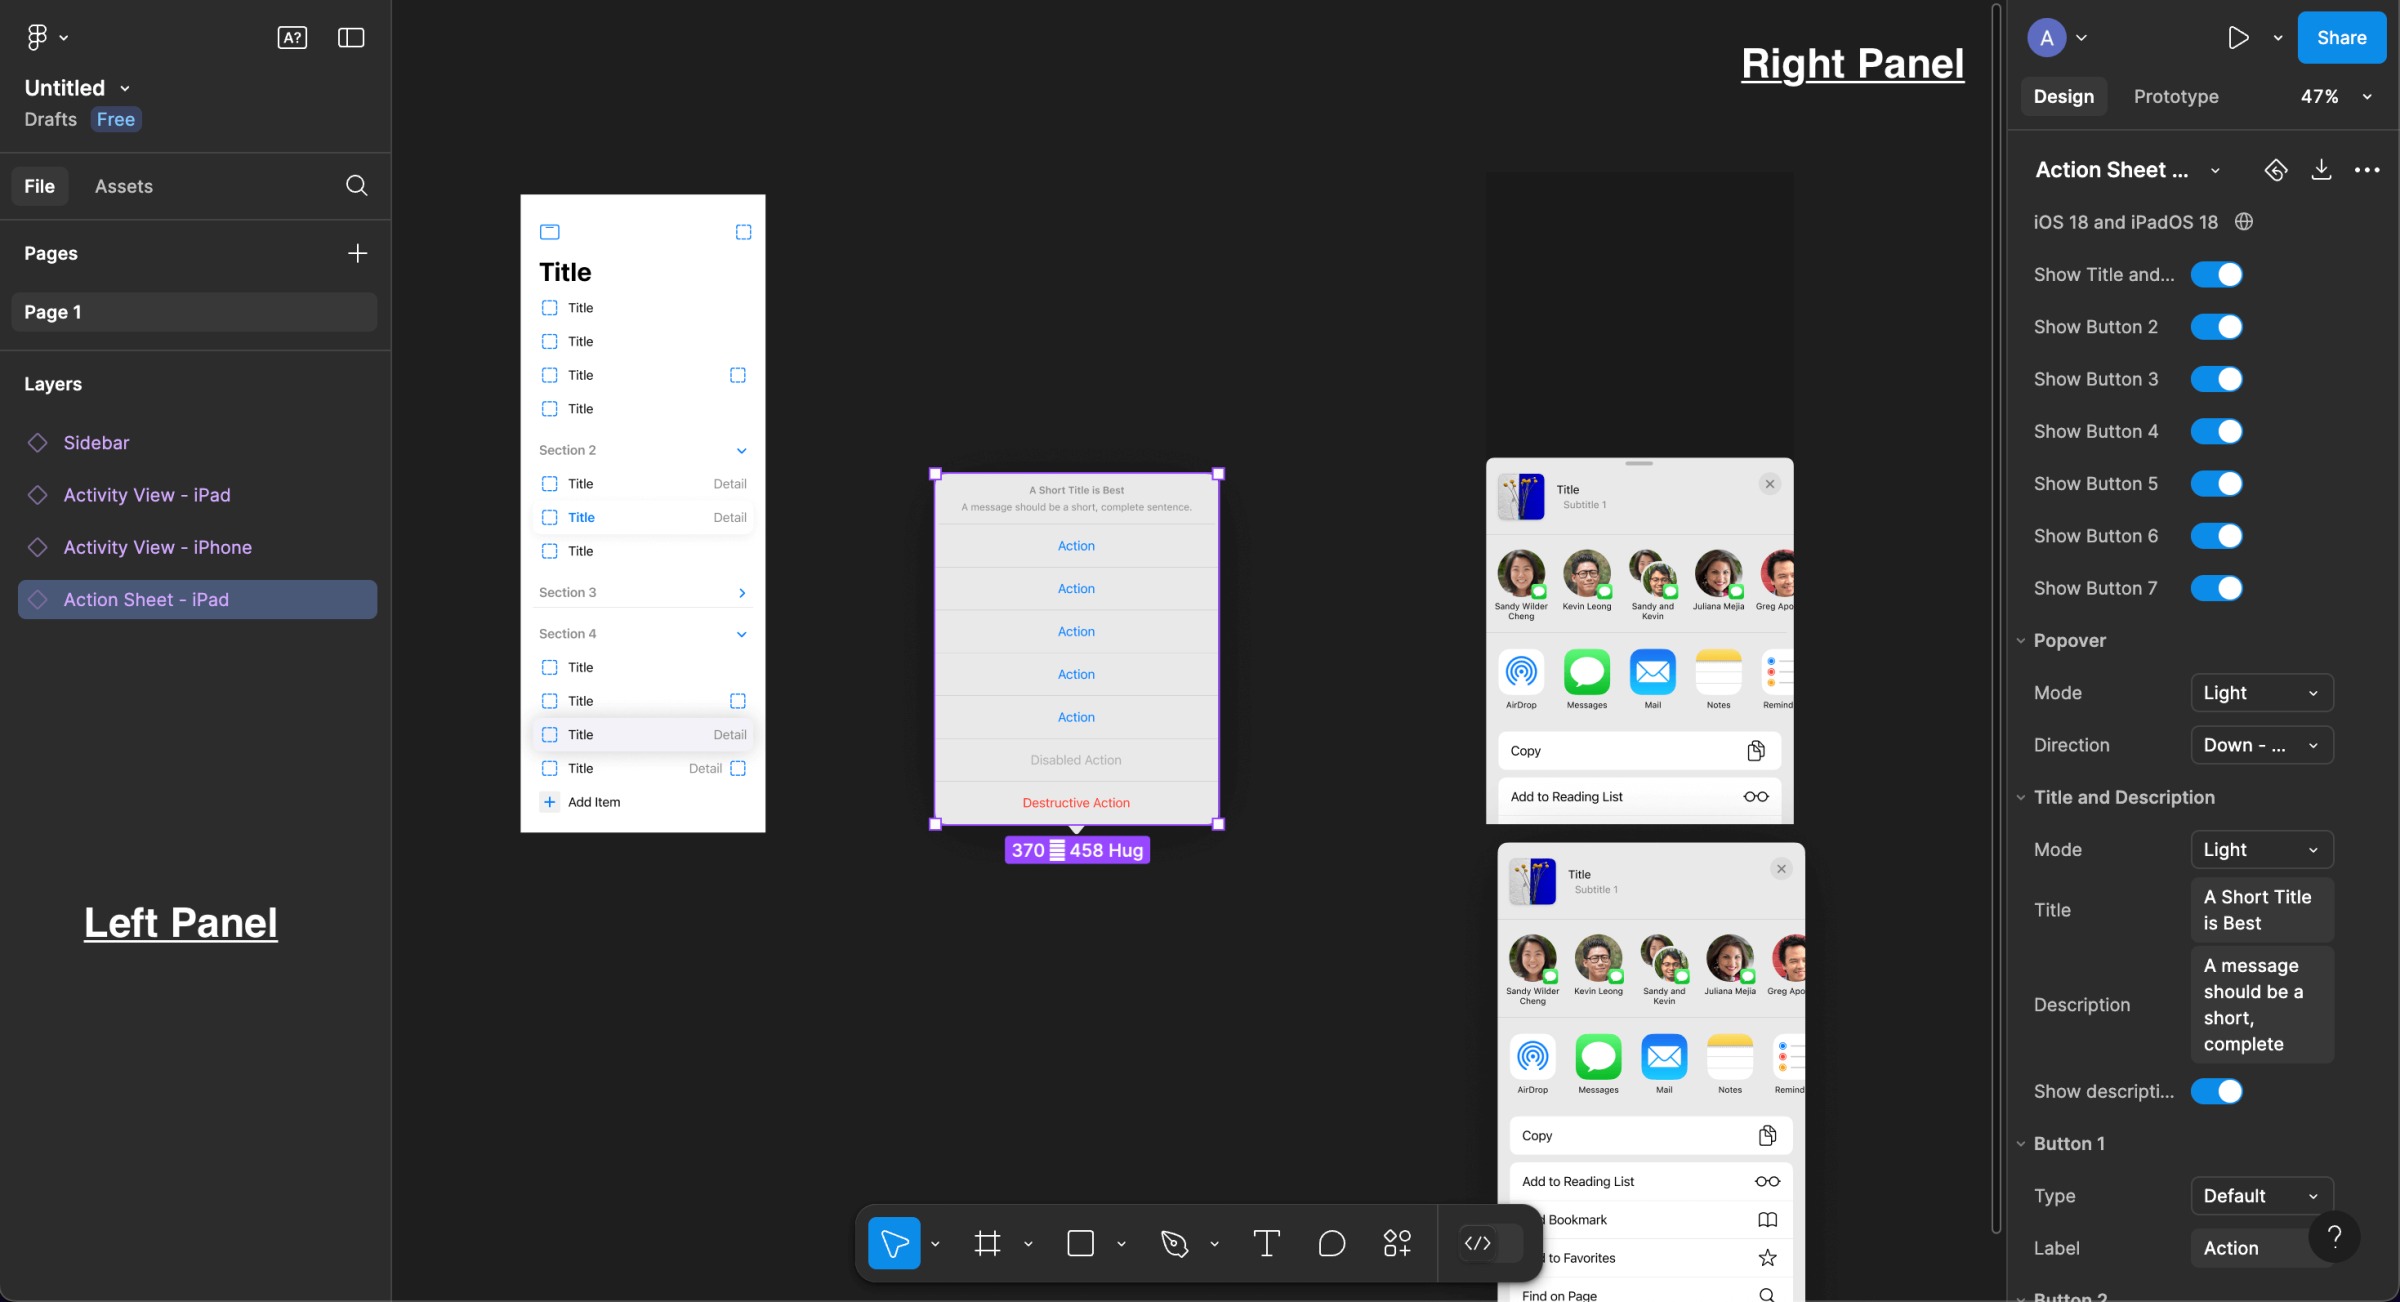 A?
Untitled
Drafts Free
File Assets
Pages
Page 1
Layers
Sidebar
Activity View - iPad
Activity View - iPhone
Action Sheet - iPad
Left Panel
Title
Title
Title
Title
Title
Section 2
Title Detail
Title Detail
Title
Section 3
Section 4
Title
Title
Title Detail
Title Detail
Add Item
A Short Title is Best
A message should be a short, complete sentence.
Action
Action
Action
Action
Action
Disabled Action
Destructive Action
370 458 Hug
Right Panel
Title
Subtitle 1
Sandy Wilder Kevin Leong Sandy and Juliana Mejia Greg Apo
Cheng Kevin
AirDrop Messages Mail Notes Remind
Copy
Add to Reading List
Title
Subtitle 1
Sandy Wilder Kevin Leong Sandy and Juliana Mejia Greg Apo
Cheng Kevin
AirDrop Messages Mail Notes Remind
Copy
Add to Reading List
Bookmark
to Favorites
Find on Page
A
Share
Design Prototype 47%
Action Sheet ...
iOS 18 and iPadOS 18
Show Title and...
Show Button 2
Show Button 3
Show Button 4
Show Button 5
Show Button 6
Show Button 7
Popover
Mode Light
Direction Down - ...
Title and Description
Mode Light
Title A Short Title
is Best
Description A message
should be a
short,
complete
Show descripti...
Button 1
Type Default
Label Action
?
Button 2